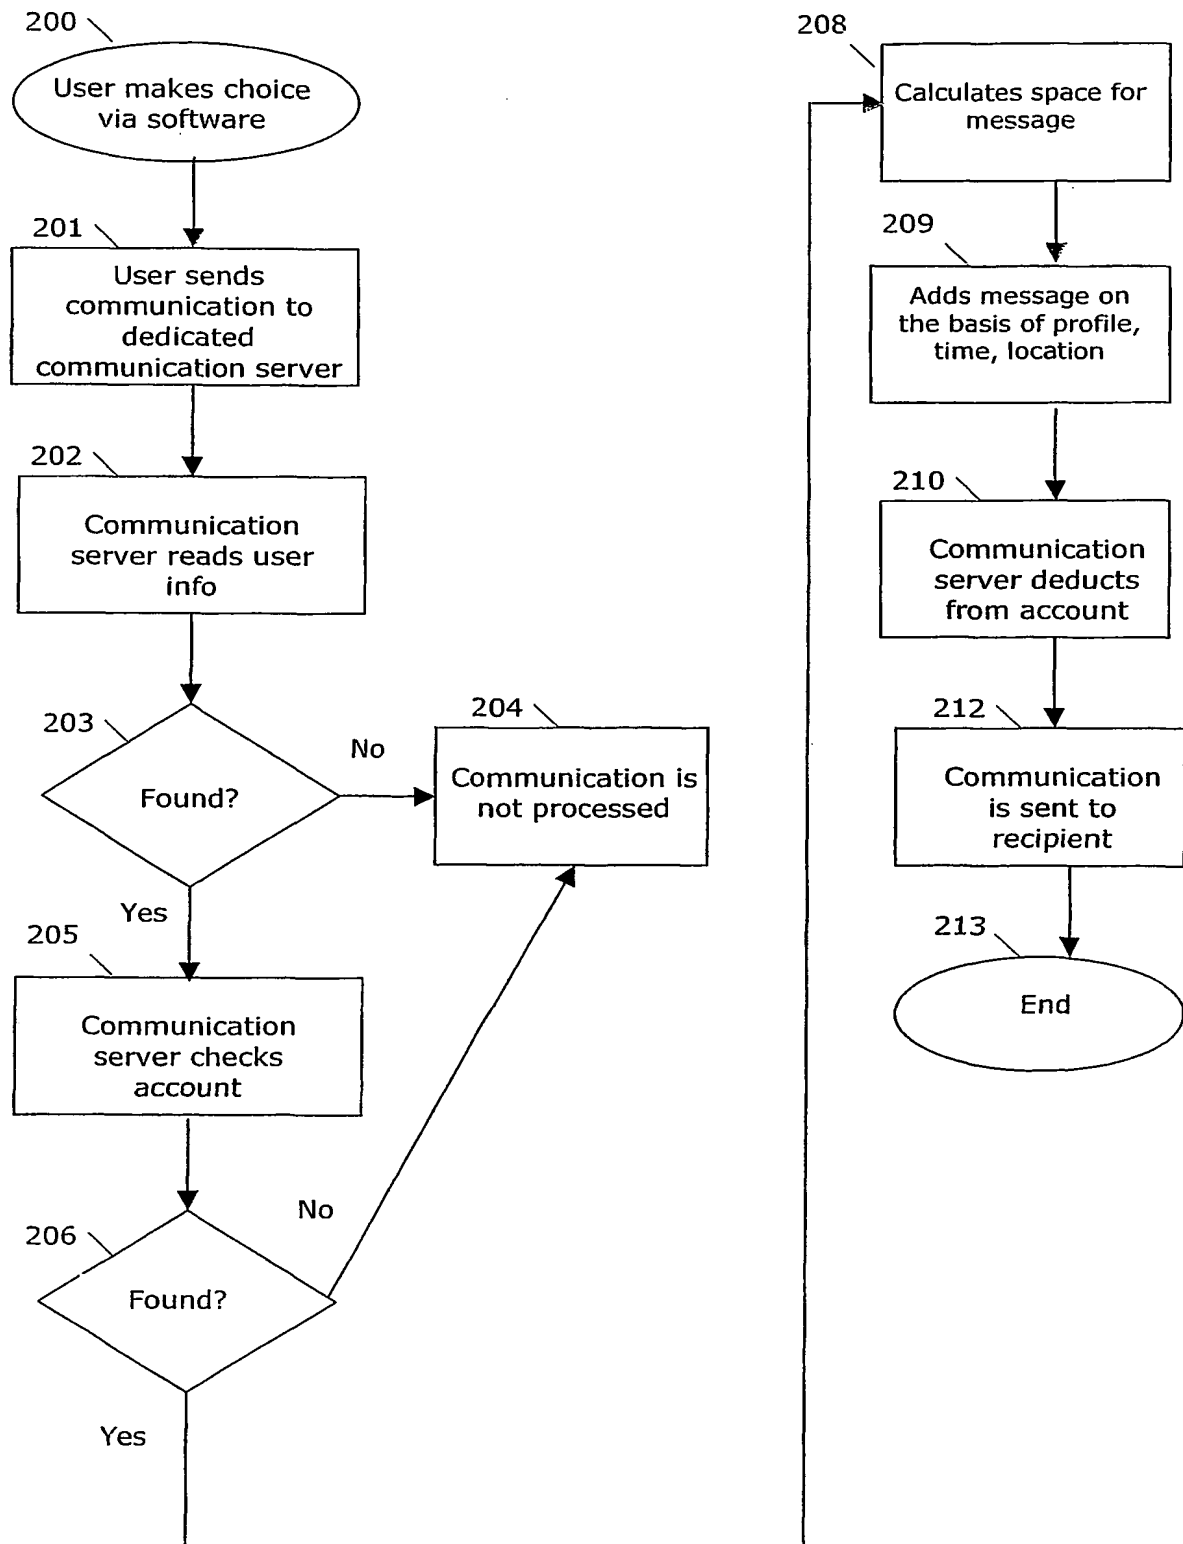 200
User makes choice
via software
201
User sends
communication to
dedicated
communication server
202
Communication
server reads user
info
203
Found?
No
204
Communication is
not processed
Yes
205
Communication
server checks
account
206
Found?
No
Yes
208
Calculates space for
message
209
Adds message on
the basis of profile,
time, location
210
Communication
server deducts
from account
212
Communication
is sent to
recipient
213
End